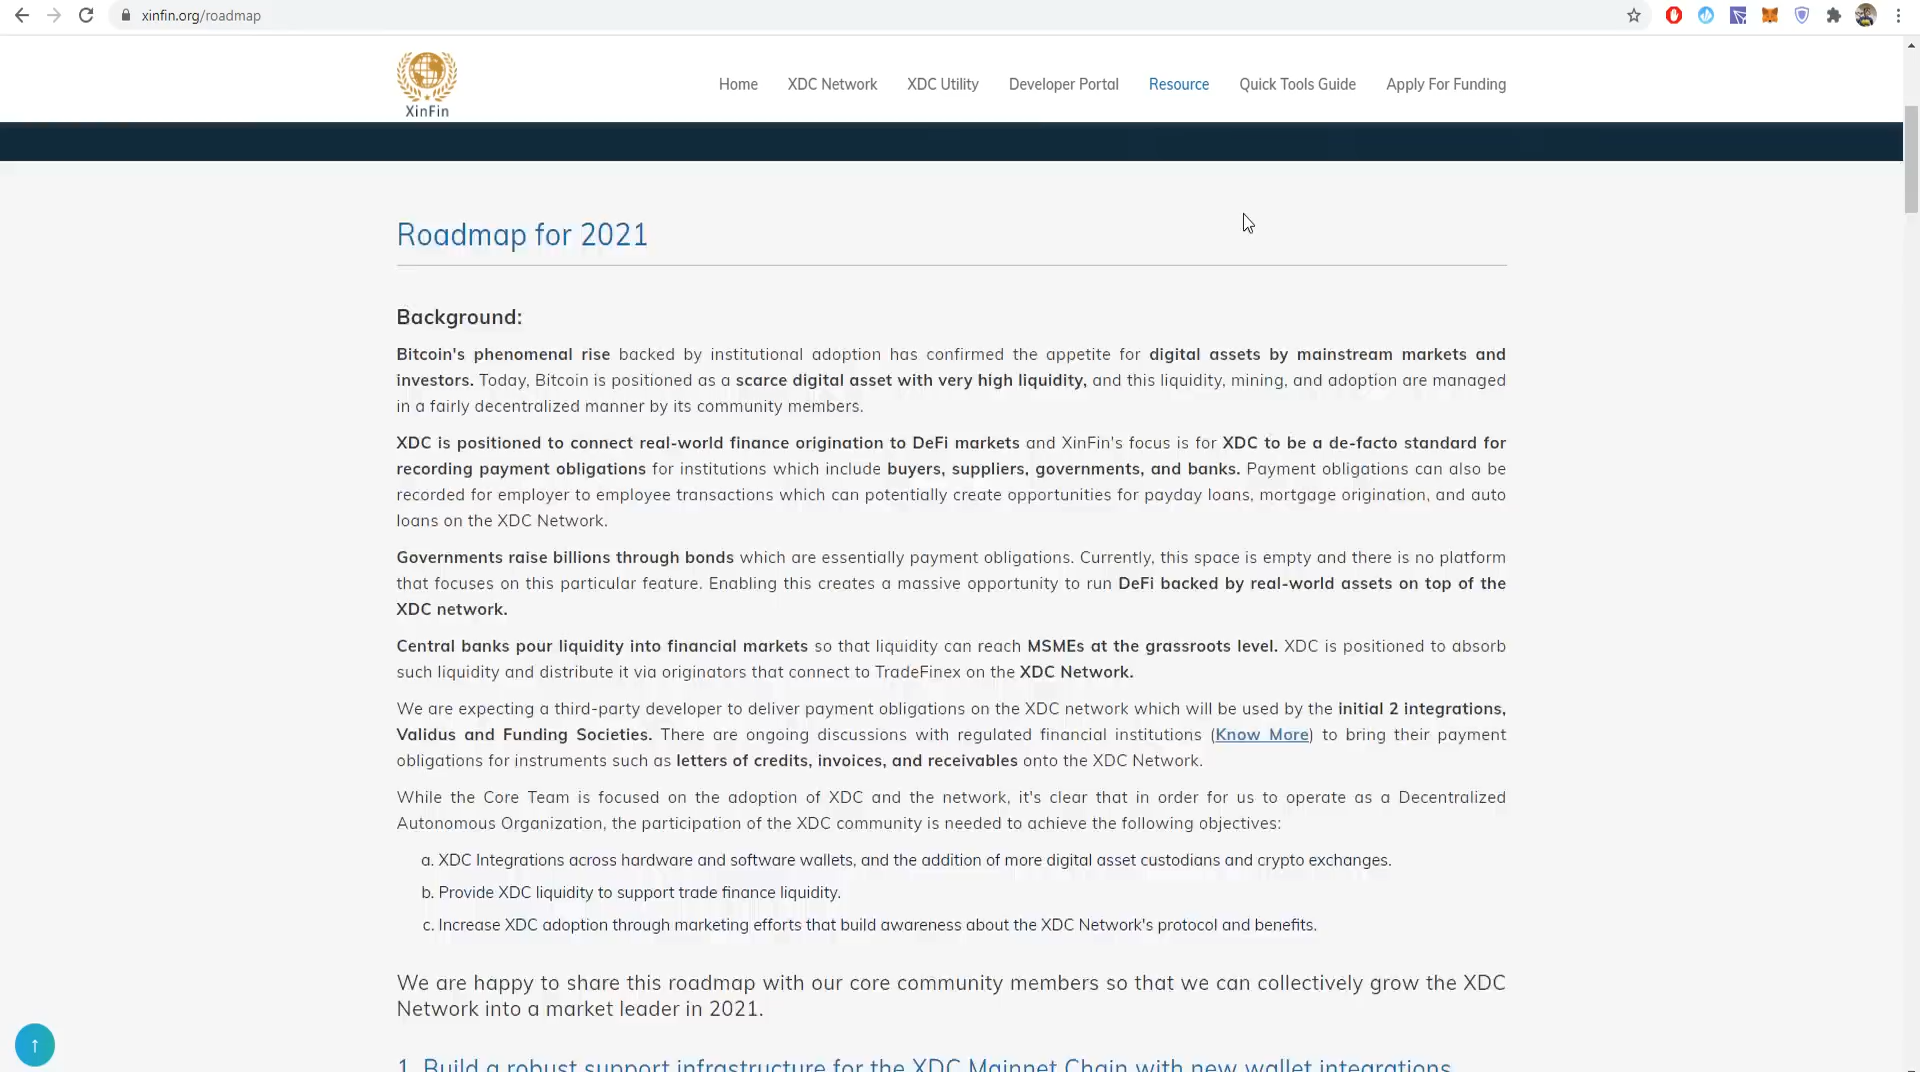 xinfin.org/roadmap
XinFin
Home XDC Network XDC Utility Developer Portal Resource Quick Tools Guide Apply For Funding
Roadmap for 2021
Background:
Bitcoin's phenomenal rise backed by institutional adoption has confirmed the appetite for digital assets by mainstream markets and
investors. Today, Bitcoin is positioned as a scarce digital asset with very high liquidity, and this liquidity, mining, and adoption are managed
in a fairly decentralized manner by its community members.
XDC is positioned to connect real-world finance origination to DeFi markets and XinFin's focus is for XDC to be a de-facto standard for
recording payment obligations for institutions which include buyers, suppliers, governments, and banks. Payment obligations can also be
recorded for employer to employee transactions which can potentially create opportunities for payday loans, mortgage origination, and auto
loans on the XDC Network.
Governments raise billions through bonds which are essentially payment obligations. Currently, this space is empty and there is no platform
that focuses on this particular feature. Enabling this creates a massive opportunity to run DeFi backed by real-world assets on top of the
XDC network.
Central banks pour liquidity into financial markets so that liquidity can reach MSMEs at the grassroots level. XDC is positioned to absorb
such liquidity and distribute it via originators that connect to TradeFinex on the XDC Network.
We are expecting a third-party developer to deliver payment obligations on the XDC network which will be used by the initial 2 integrations,
Validus and Funding Societies. There are ongoing discussions with regulated financial institutions (Know More) to bring their payment
obligations for instruments such as letters of credits, invoices, and receivables onto the XDC Network.
While the Core Team is focused on the adoption of XDC and the network, it's clear that in order for us to operate as a Decentralized
Autonomous Organization, the participation of the XDC community is needed to achieve the following objectives:
a. XDC Integrations across hardware and software wallets, and the addition of more digital asset custodians and crypto exchanges.
b. Provide XDC liquidity to support trade finance liquidity.
c. Increase XDC adoption through marketing efforts that build awareness about the XDC Network's protocol and benefits.
We are happy to share this roadmap with our core community members so that we can collectively grow the XDC
Network into a market leader in 2021.
1. Build a robust support infrastructure for the XDC Mainnet Chain with new wallet integrations